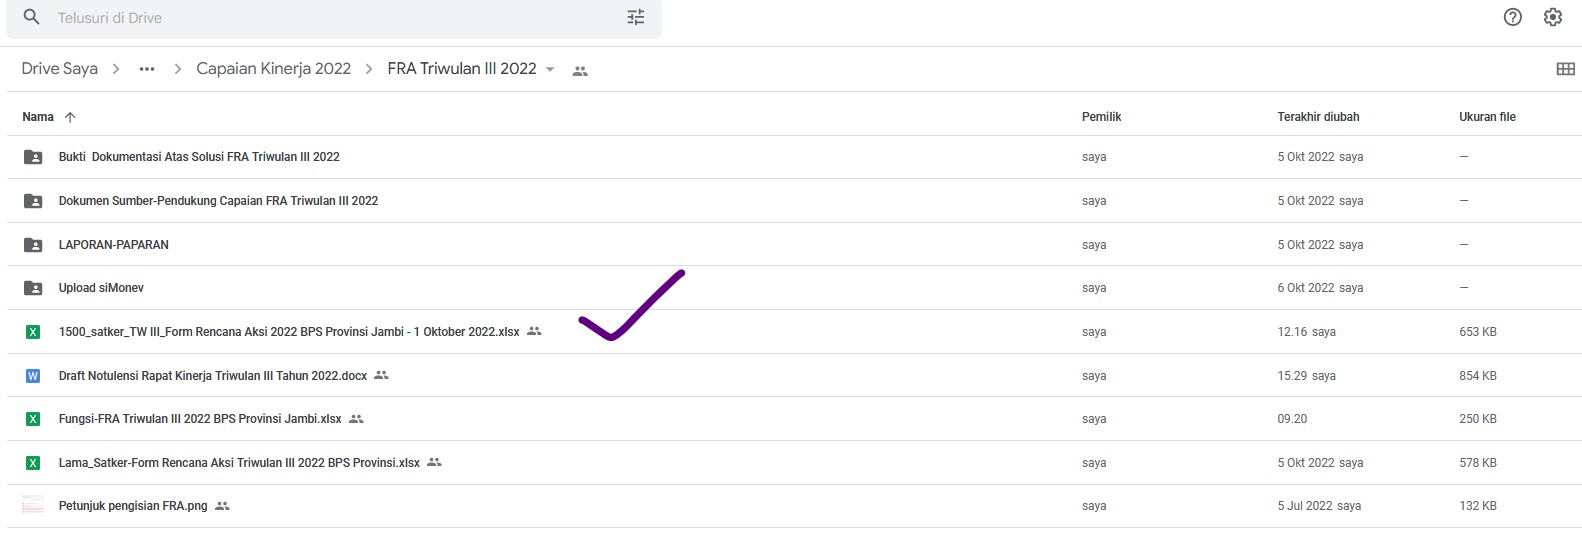 Telusuri di Drive
Drive Saya > ... > Capaian Kinerja 2022 > FRA Triwulan III 2022
Nama Pemilik Terakhir diubah Ukuran file
Bukti  Dokumentasi Atas Solusi FRA Triwulan III 2022 saya 5 Okt 2022 saya —
Dokumen Sumber-Pendukung Capaian FRA Triwulan III 2022 saya 5 Okt 2022 saya —
LAPORAN-PAPARAN saya 5 Okt 2022 saya —
Upload siMonev saya 6 Okt 2022 saya —
X 1500_satker_TW III_Form Rencana Aksi 2022 BPS Provinsi Jambi - 1 Oktober 2022.xlsx saya 12.16 saya 653 KB
W Draft Notulensi Rapat Kinerja Triwulan III Tahun 2022.docx saya 15.29 saya 854 KB
X Fungsi-FRA Triwulan III 2022 BPS Provinsi Jambi.xlsx saya 09.20 250 KB
X Lama_Satker-Form Rencana Aksi Triwulan III 2022 BPS Provinsi.xlsx saya 5 Okt 2022 saya 578 KB
Petunjuk pengisian FRA.png saya 5 Jul 2022 saya 132 KB